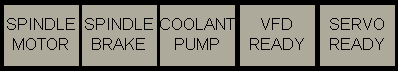 SPINDLE
MOTOR
SPINDLE
BRAKE
COOLANT
PUMP
VFD
READY
SERVO
READY